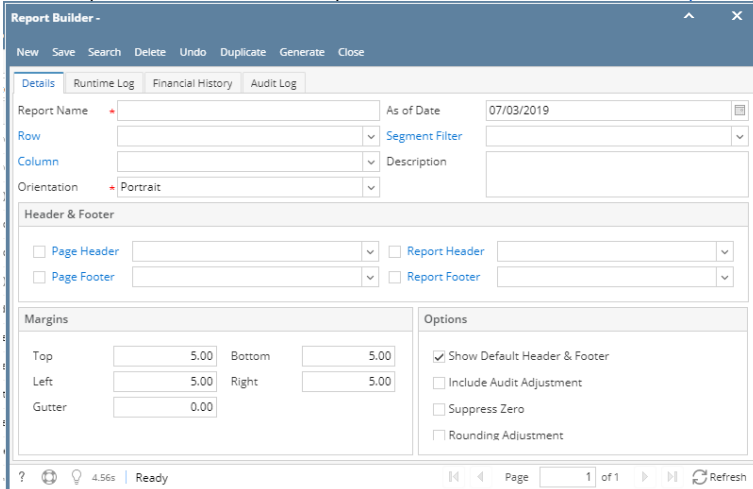 Report Builder -
New Save Search Delete Undo Duplicate Generate Close
Details Runtime Log Financial History Audit Log
Report Name * As of Date 07/03/2019
Row Segment Filter
Column Description
Orientation * Portrait
Header & Footer
Page Header Report Header
Page Footer Report Footer
Margins Options
Top 5.00 Bottom 5.00 Show Default Header & Footer
Left 5.00 Right 5.00 Include Audit Adjustment
Gutter 0.00 Suppress Zero
Rounding Adjustment
? 4.56s Ready Page 1 of 1 Refresh